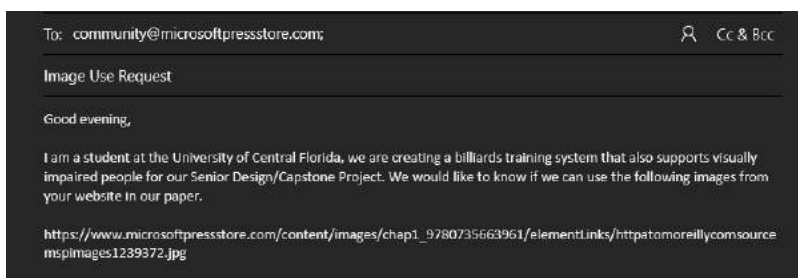 To: community@microsoftpressstore.com; Cc & Bcc
Image Use Request
Good evening,
I am a student at the University of Central Florida, we are creating a billiards training system that also supports visually
impaired people for our Senior Design/Capstone Project. We would like to know if we can use the following images from
your website in our paper.
https://www.microsoftpressstore.com/content/images/chap1_9780735663961/elementLinks/httpatomoreillycomsource
mspimages1239372.jpg